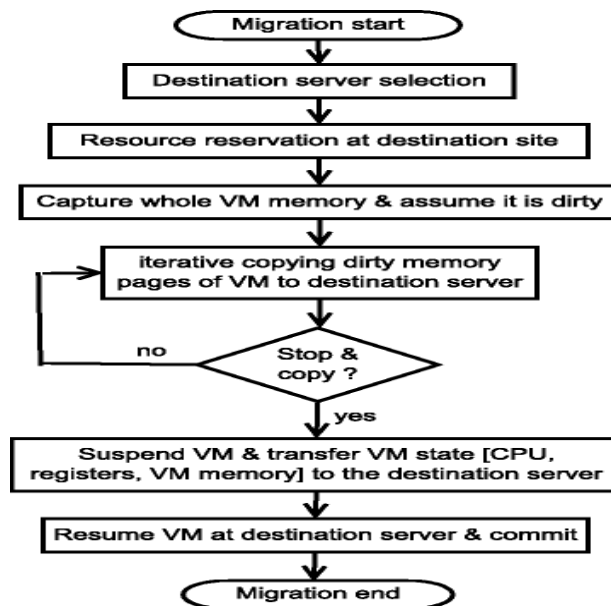 Migration start
Destination server selection
Resource reservation at destination site
Capture whole VM memory & assume it is dirty
iterative copying dirty memory
pages of VM to destination server
no
Stop &
copy ?
yes
Suspend VM & transfer VM state [CPU,
registers, VM memory] to the destination server
Resume VM at destination server & commit
Migration end